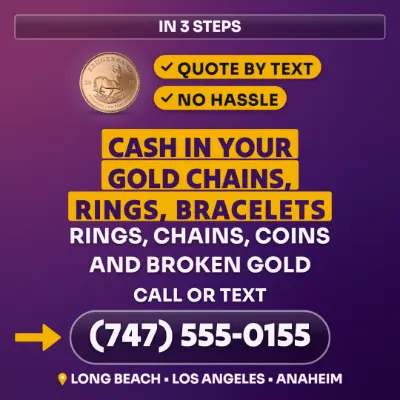 IN 3 STEPS
KRUGERRAND
✓ QUOTE BY TEXT
✓ NO HASSLE
CASH IN YOUR
GOLD CHAINS,
RINGS, BRACELETS
RINGS, CHAINS, COINS
AND BROKEN GOLD
CALL OR TEXT
(747) 555-0155
LONG BEACH • LOS ANGELES • ANAHEIM